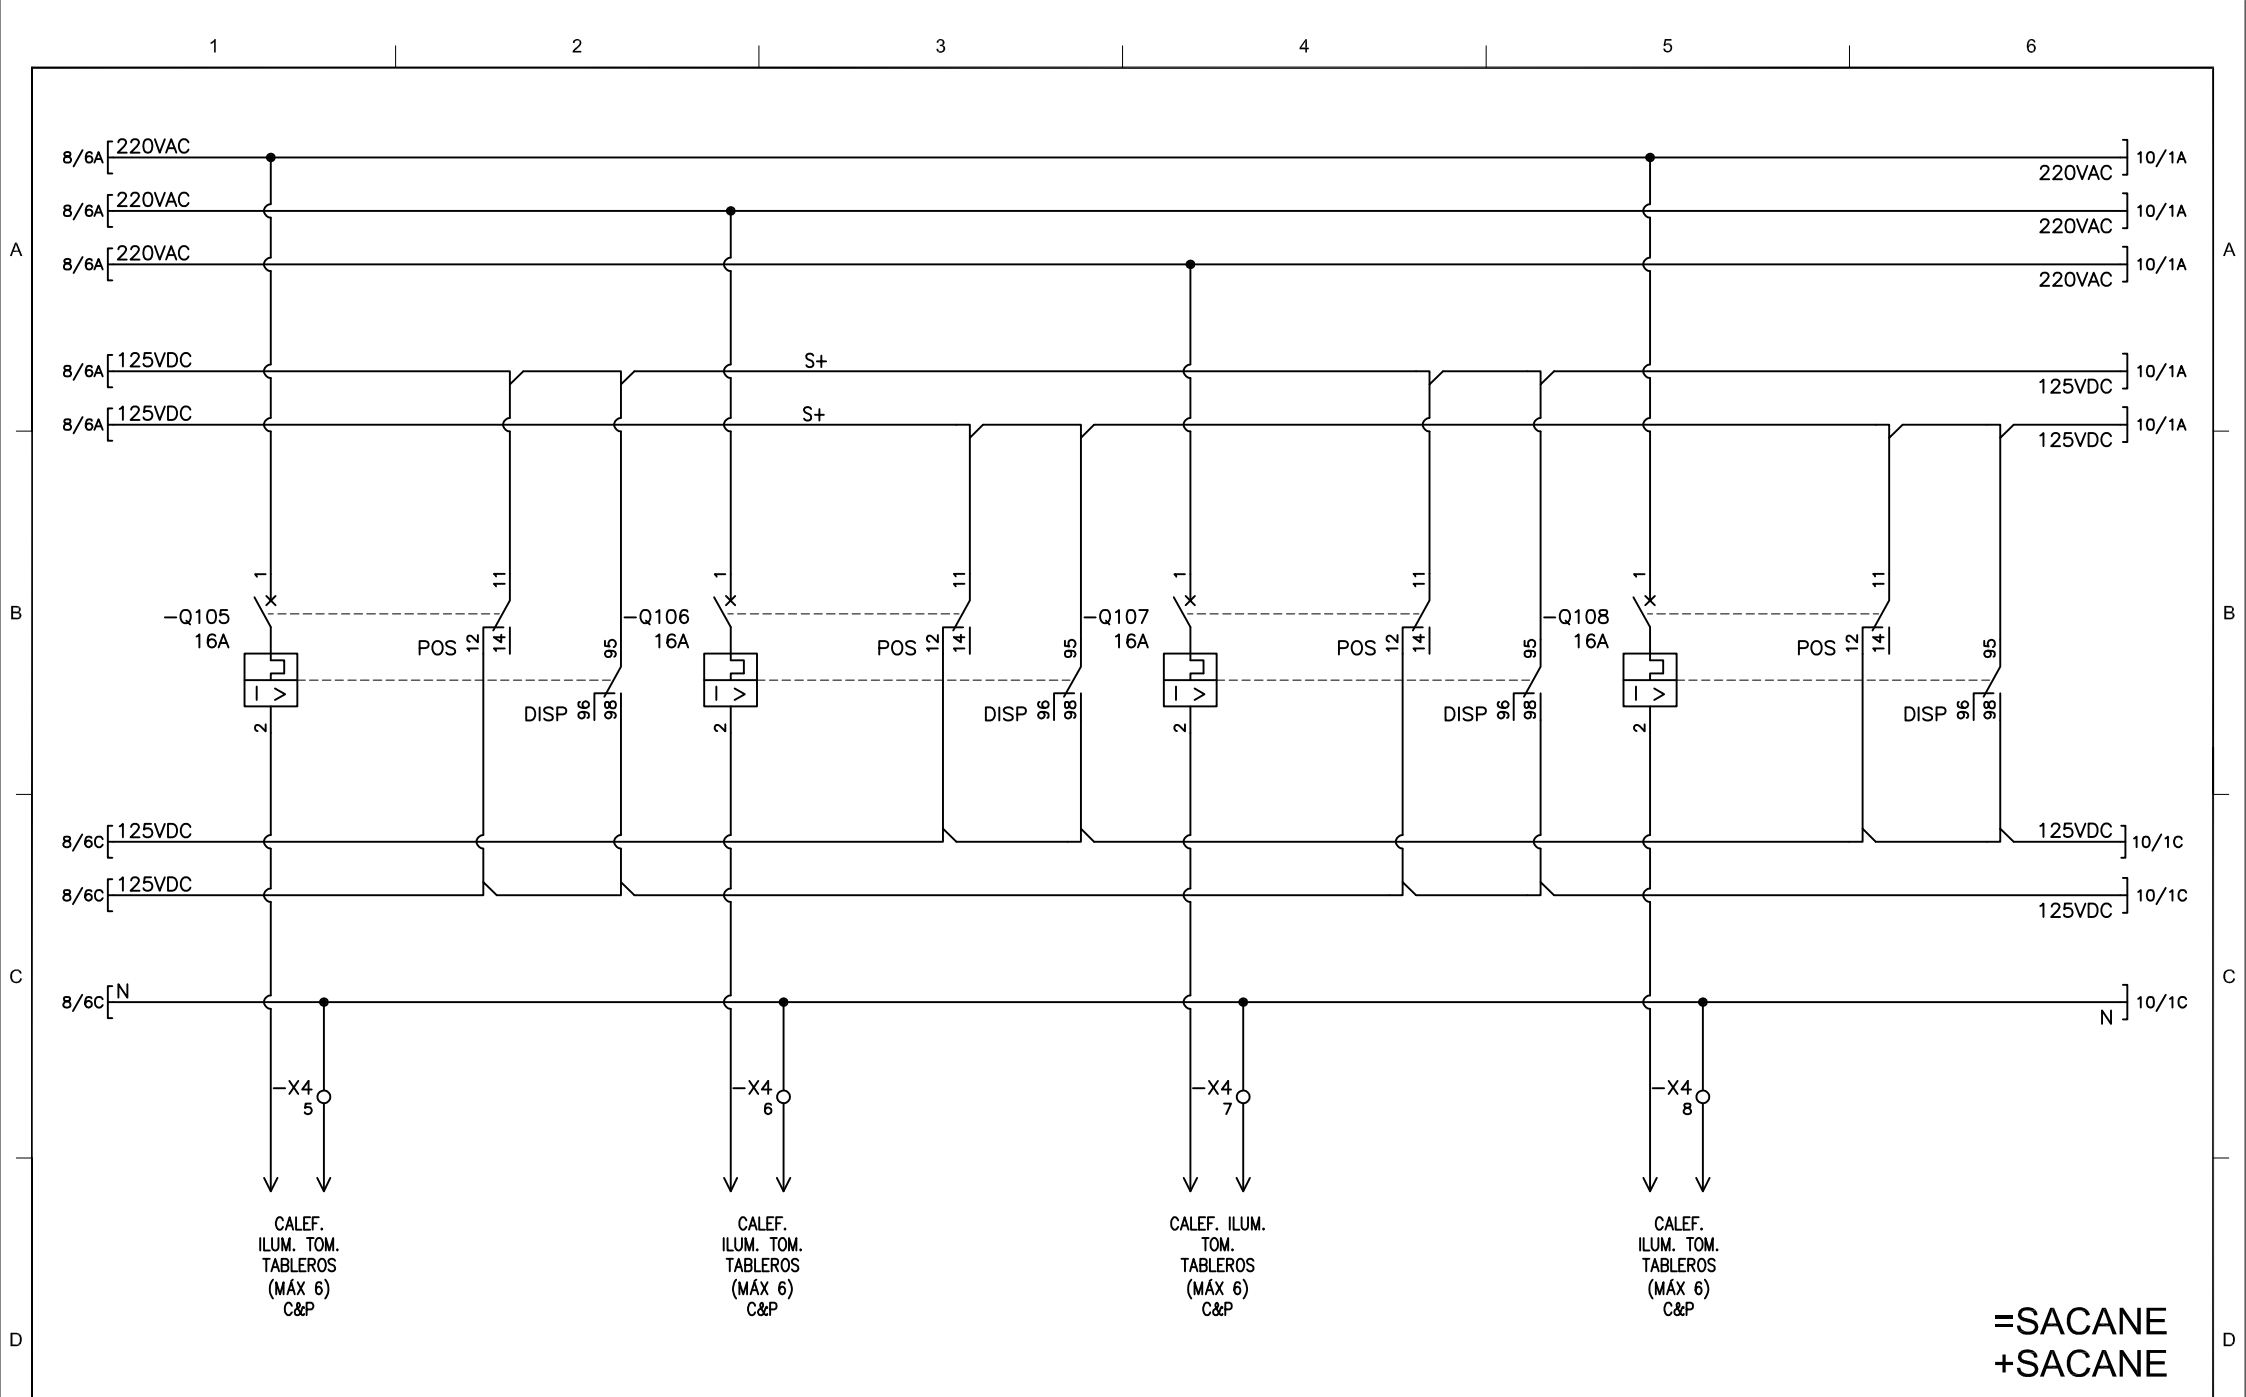 1 2 3 4 5 6
8/6A 220VAC 10/1A
220VAC
8/6A 220VAC 10/1A
220VAC
A A
8/6A 220VAC 10/1A
220VAC
8/6A 125VDC S+ 10/1A
125VDC
8/6A 125VDC S+ 10/1A
125VDC
1 11 1 11 1 11 1 11
B B
-Q105 -Q106 -Q107 -Q108
16A 16A 16A 16A
POS 12 14 95 POS 12 14 95 POS 12 14 95 POS 12 14 95
I > I > I > I >
DISP 96 98 DISP 96 98 DISP 96 98 DISP 96 98
2 2 2 2
8/6C 125VDC 125VDC 10/1C
8/6C 125VDC 10/1C
125VDC
C C
8/6C N 10/1C
N
-X4 -X4 -X4 -X4
5 6 7 8
CALEF.
ILUM. TOM.
TABLEROS
(MÁX 6)
C&P
CALEF.
ILUM. TOM.
TABLEROS
(MÁX 6)
C&P
CALEF. ILUM.
TOM.
TABLEROS
(MÁX 6)
C&P
CALEF.
ILUM. TOM.
TABLEROS
(MÁX 6)
C&P
D D
=SACANE
+SACANE